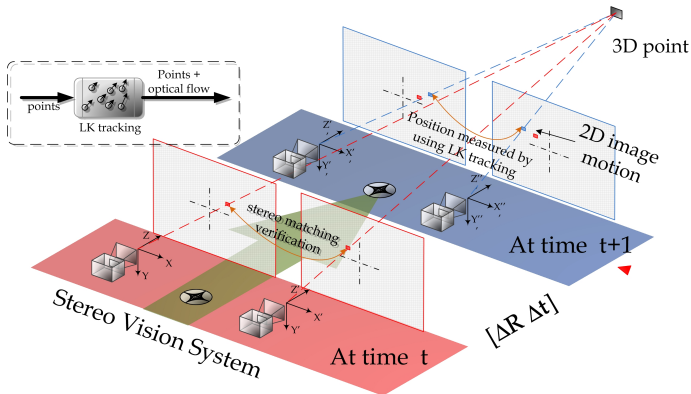 points
Points +
optical flow
LK tracking
3D point
2D image
motion
Position measured by
using LK tracking
Z'
X'
Y'
Z''
X''
Y''
At time t+1
stereo matching
verification
Z
X
Y
Z'
X'
Y'
At time t
Stereo Vision System
[ΔR Δt]